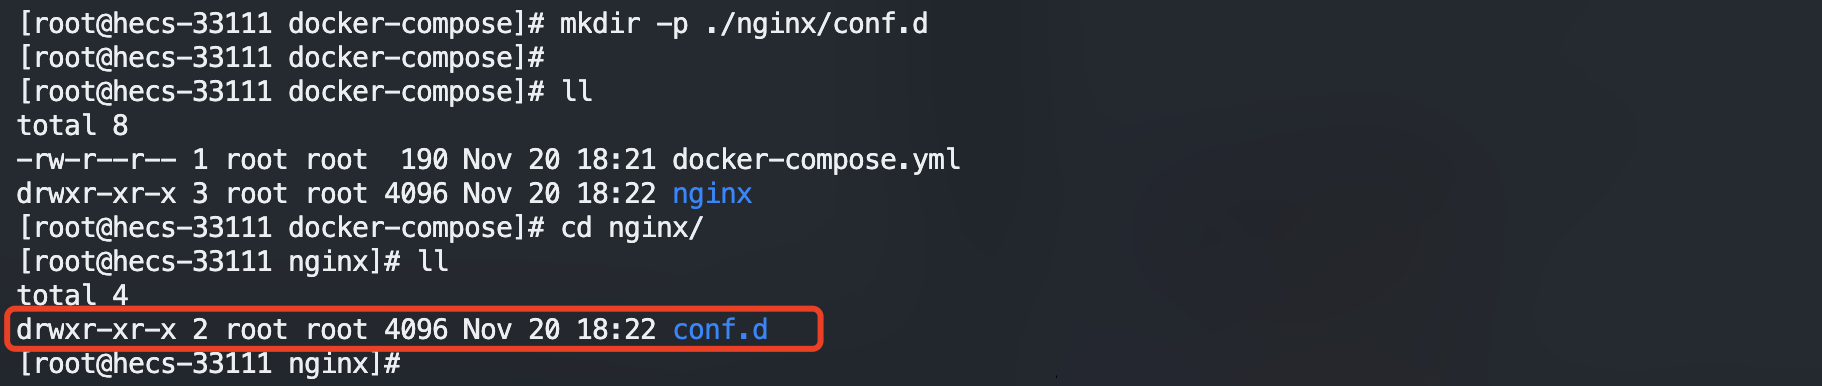 [root@hecs-33111 docker-compose]# mkdir -p ./nginx/conf.d
[root@hecs-33111 docker-compose]#
[root@hecs-33111 docker-compose]# ll
total 8
-rw-r--r-- 1 root root  190 Nov 20 18:21 docker-compose.yml
drwxr-xr-x 3 root root 4096 Nov 20 18:22 nginx
[root@hecs-33111 docker-compose]# cd nginx/
[root@hecs-33111 nginx]# ll
total 4
drwxr-xr-x 2 root root 4096 Nov 20 18:22 conf.d
[root@hecs-33111 nginx]#